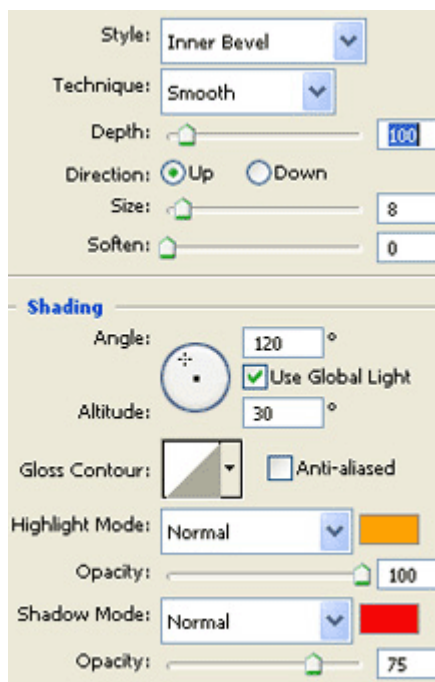 Style: Inner Bevel
Technique: Smooth
Depth: 100
Direction: Up Down
Size: 8
Soften: 0
Shading
Angle: 120 °
Use Global Light
Altitude: 30 °
Gloss Contour: Anti-aliased
Highlight Mode: Normal
Opacity: 100
Shadow Mode: Normal
Opacity: 75